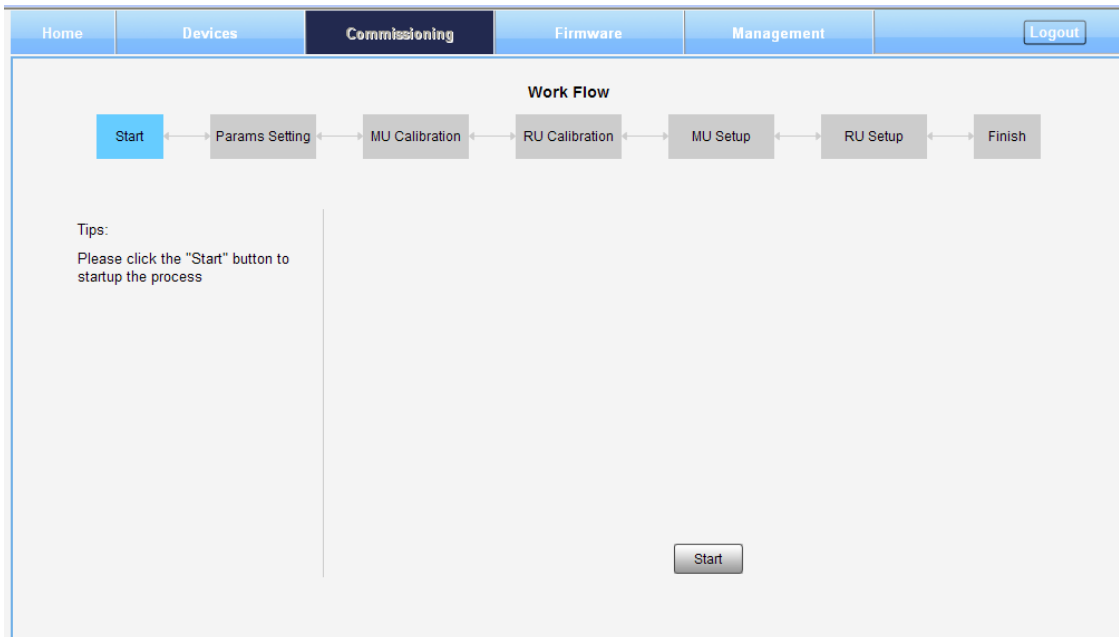 Home Devices Commissioning Firmware Management Logout
Work Flow
Start Params Setting MU Calibration RU Calibration MU Setup RU Setup Finish
Tips:
Please click the "Start" button to
startup the process
Start